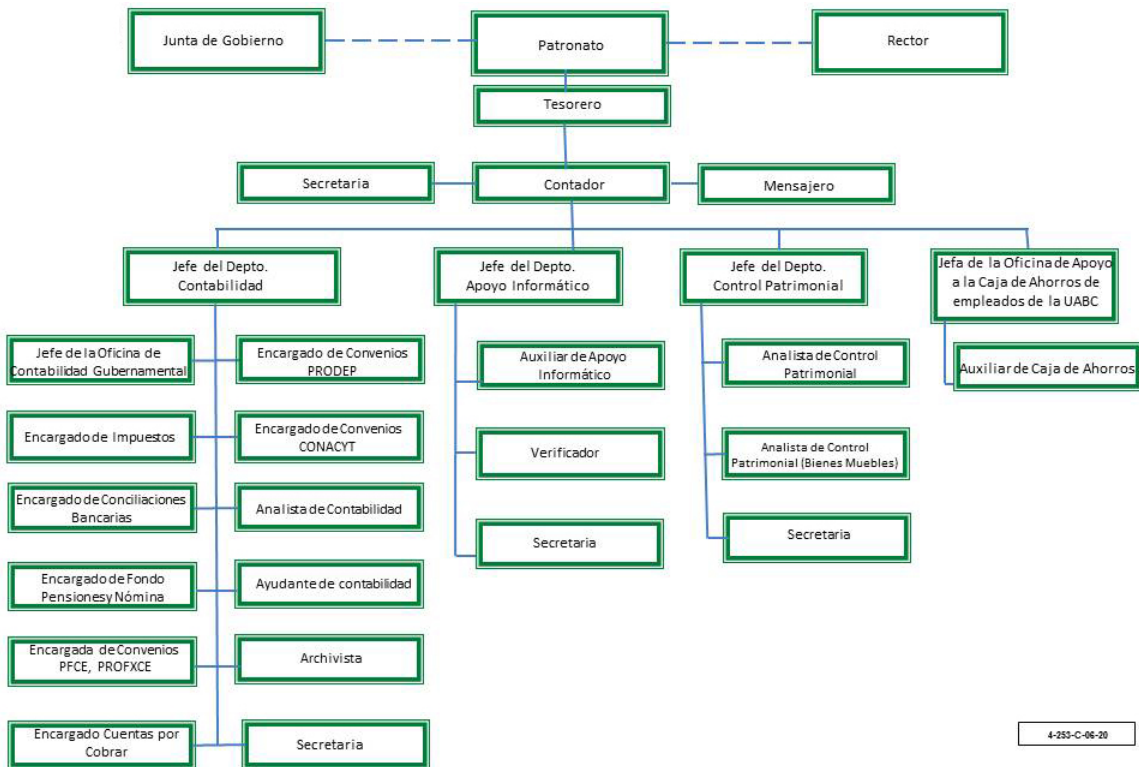 Junta de Gobierno
Patronato
Rector
Tesorero
Secretaria
Contador
Mensajero
Jefe del Depto.
Contabilidad
Jefe del Depto.
Apoyo Informático
Jefe del Depto.
Control Patrimonial
Jefa de la Oficina de Apoyo
a la Caja de Ahorros de
empleados de la UABC
Jefe de la Oficina de
Contabilidad Gubernamental
Encargado de Convenios
PRODEP
Auxiliar de Apoyo
Informático
Analista de Control
Patrimonial
Auxiliar de Caja de Ahorros
Encargado de Impuestos
Encargado de Convenios
CONACYT
Verificador
Analista de Control
Patrimonial (Bienes Muebles)
Encargado de Conciliaciones
Bancarias
Analista de Contabilidad
Secretaria
Secretaria
Encargado de Fondo
Pensiones y Nómina
Ayudante de contabilidad
Encargada de Convenios
PFCE, PROFXCE
Archivista
Encargado Cuentas por
Cobrar
Secretaria
4-253-C-06-20